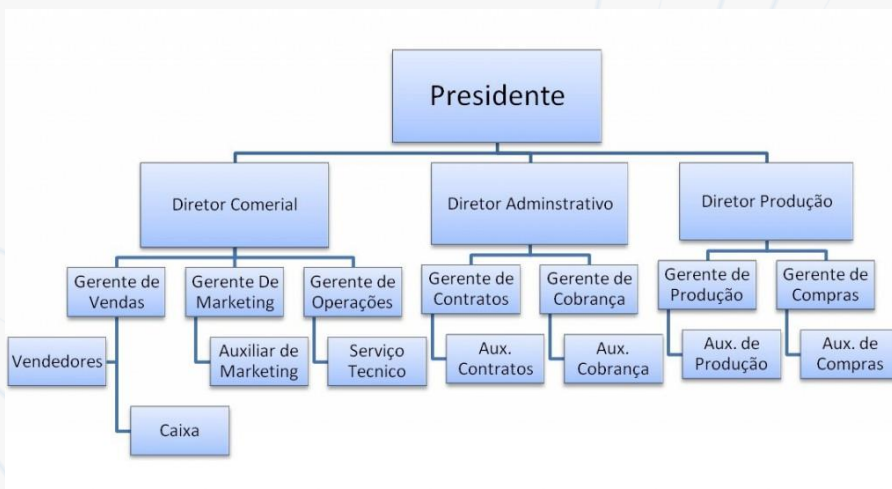 Presidente
Diretor Comerial
Diretor Adminstrativo
Diretor Produção
Gerente de
Vendas
Gerente De
Marketing
Gerente de
Operações
Gerente de
Contratos
Gerente de
Cobrança
Gerente de
Produção
Gerente de
Compras
Vendedores
Auxiliar de
Marketing
Serviço
Tecnico
Aux.
Contratos
Aux.
Cobrança
Aux. de
Produção
Aux. de
Compras
Caixa